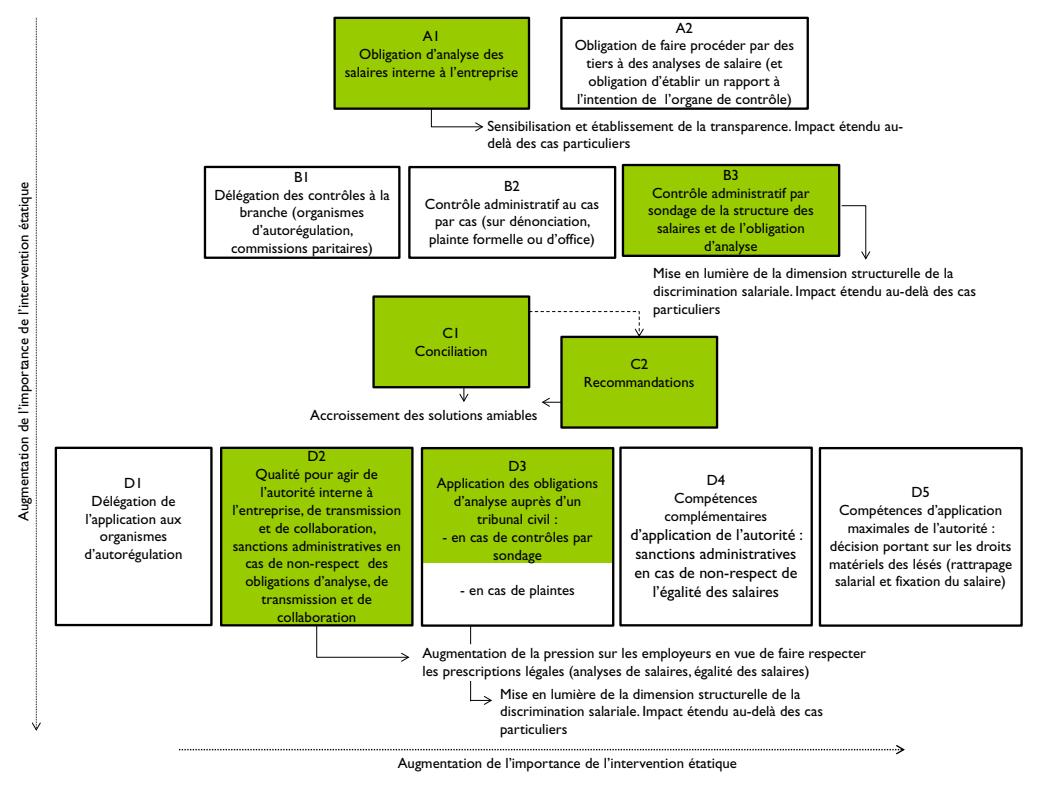 A1
Obligation d'analyse des
salaires interne à l'entreprise
A2
Obligation de faire procéder par des
tiers à des analyses de salaire (et
obligation d'établir un rapport à
l'intention de l'organe de contrôle)
Sensibilisation et établissement de la transparence. Impact étendu au-
delà des cas particuliers
B1
Délégation des contrôles à la
branche (organismes
d'autorégulation,
commissions paritaires)
B2
Contrôle administratif au cas
par cas (sur dénonciation,
plainte formelle ou d'office)
B3
Contrôle administratif par
sondage de la structure des
salaires et de l'obligation
d'analyse
Mise en lumière de la dimension structurelle de la
discrimination salariale. Impact étendu au-delà des cas
particuliers
C1
Conciliation
C2
Recommandations
Accroissement des solutions amiables
D1
Délégation de
l'application aux
organismes
d'autorégulation
D2
Qualité pour agir de
l'autorité interne à
l'entreprise, de transmission
et de collaboration,
sanctions administratives en
cas de non-respect des
obligations d'analyse, de
transmission et de
collaboration
D3
Application des obligations
d'analyse auprès d'un
tribunal civil :
- en cas de contrôles par
sondage
- en cas de plaintes
D4
Compétences
complémentaires
d'application de l'autorité :
sanctions administratives
en cas de non-respect de
l'égalité des salaires
D5
Compétences d'application
maximales de l'autorité :
décision portant sur les droits
matériels des lésés (rattrapage
salarial et fixation du salaire)
Augmentation de la pression sur les employeurs en vue de faire respecter
les prescriptions légales (analyses de salaires, égalité des salaires)
Mise en lumière de la dimension structurelle de la
discrimination salariale. Impact étendu au-delà des cas
particuliers
Augmentation de l'importance de l'intervention étatique
Augmentation de l'importance de l'intervention étatique